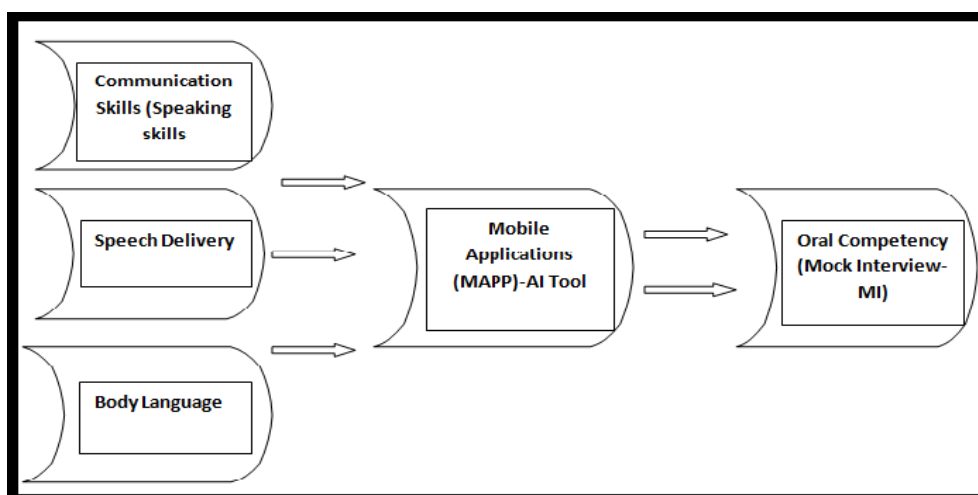 Communication
Skills (Speaking
skills
Speech Delivery
Body Language
Mobile
Applications
(MAPP)-AI Tool
Oral Competency
(Mock Interview-
MI)